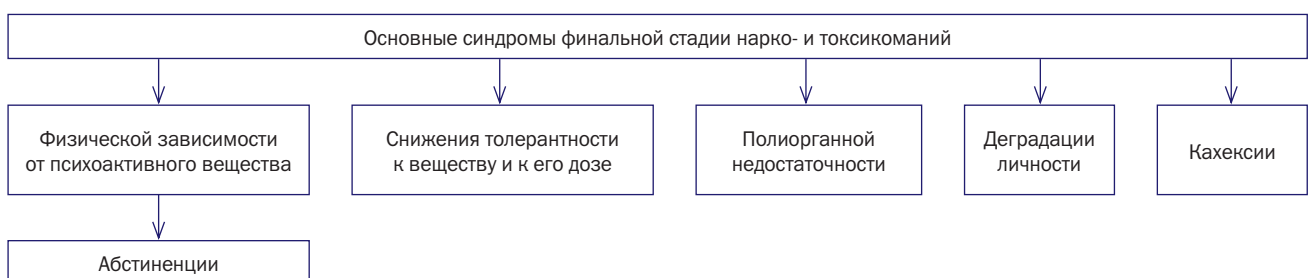 Основные синдромы финальной стадии нарко- и токсикоманий
Физической зависимости
от психоактивного вещества
Снижения толерантности
к веществу и к его дозе
Полиорганной
недостаточности
Деградации
личности
Кахексии
Абстиненции